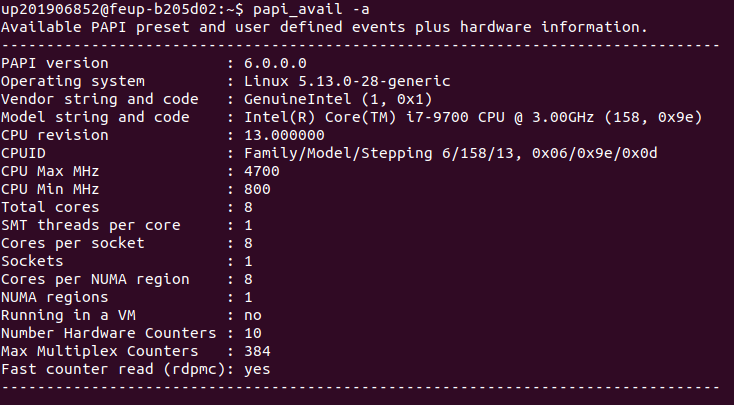 up201906852@feup-b205d02:~$ papi_avail -a
Available PAPI preset and user defined events plus hardware information.
--------------------------------------------------------------------------------
PAPI version             : 6.0.0.0
Operating system         : Linux 5.13.0-28-generic
Vendor string and code   : GenuineIntel (1, 0x1)
Model string and code    : Intel(R) Core(TM) i7-9700 CPU @ 3.00GHz (158, 0x9e)
CPU revision             : 13.000000
CPUID                    : Family/Model/Stepping 6/158/13, 0x06/0x9e/0x0d
CPU Max MHz              : 4700
CPU Min MHz              : 800
Total cores              : 8
SMT threads per core     : 1
Cores per socket         : 8
Sockets                  : 1
Cores per NUMA region    : 8
NUMA regions             : 1
Running in a VM          : no
Number Hardware Counters : 10
Max Multiplex Counters   : 384
Fast counter read (rdpmc): yes
--------------------------------------------------------------------------------